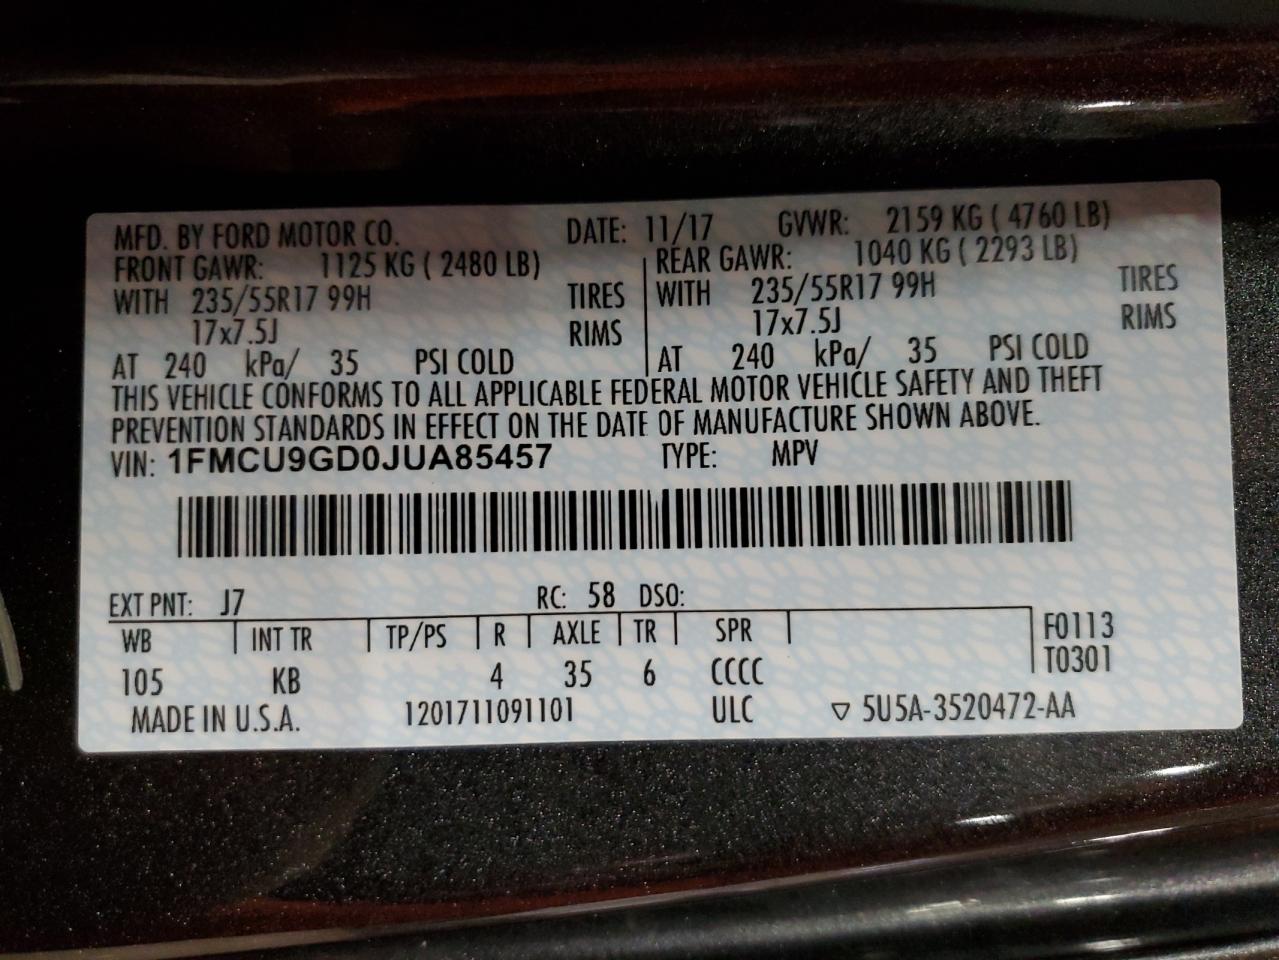 MFD. BY FORD MOTOR CO. DATE: 11/17 GVWR: 2159 KG ( 4760 LB)
FRONT GAWR: 1125 KG ( 2480 LB) REAR GAWR: 1040 KG ( 2293 LB)
WITH 235/55R17 99H TIRES WITH 235/55R17 99H TIRES
17x7.5J RIMS 17x7.5J RIMS
AT 240 kPa/ 35 PSI COLD AT 240 kPa/ 35 PSI COLD
THIS VEHICLE CONFORMS TO ALL APPLICABLE FEDERAL MOTOR VEHICLE SAFETY AND THEFT
PREVENTION STANDARDS IN EFFECT ON THE DATE OF MANUFACTURE SHOWN ABOVE.
VIN: 1FMCU9GD0JUA85457 TYPE: MPV
EXT PNT: J7 RC: 58 DSO:
WB INT TR TP/PS R AXLE TR SPR F0113
105 KB 4 35 6 CCCC T0301
MADE IN U.S.A. 1201711091101 ULC ▽ 5U5A-3520472-AA